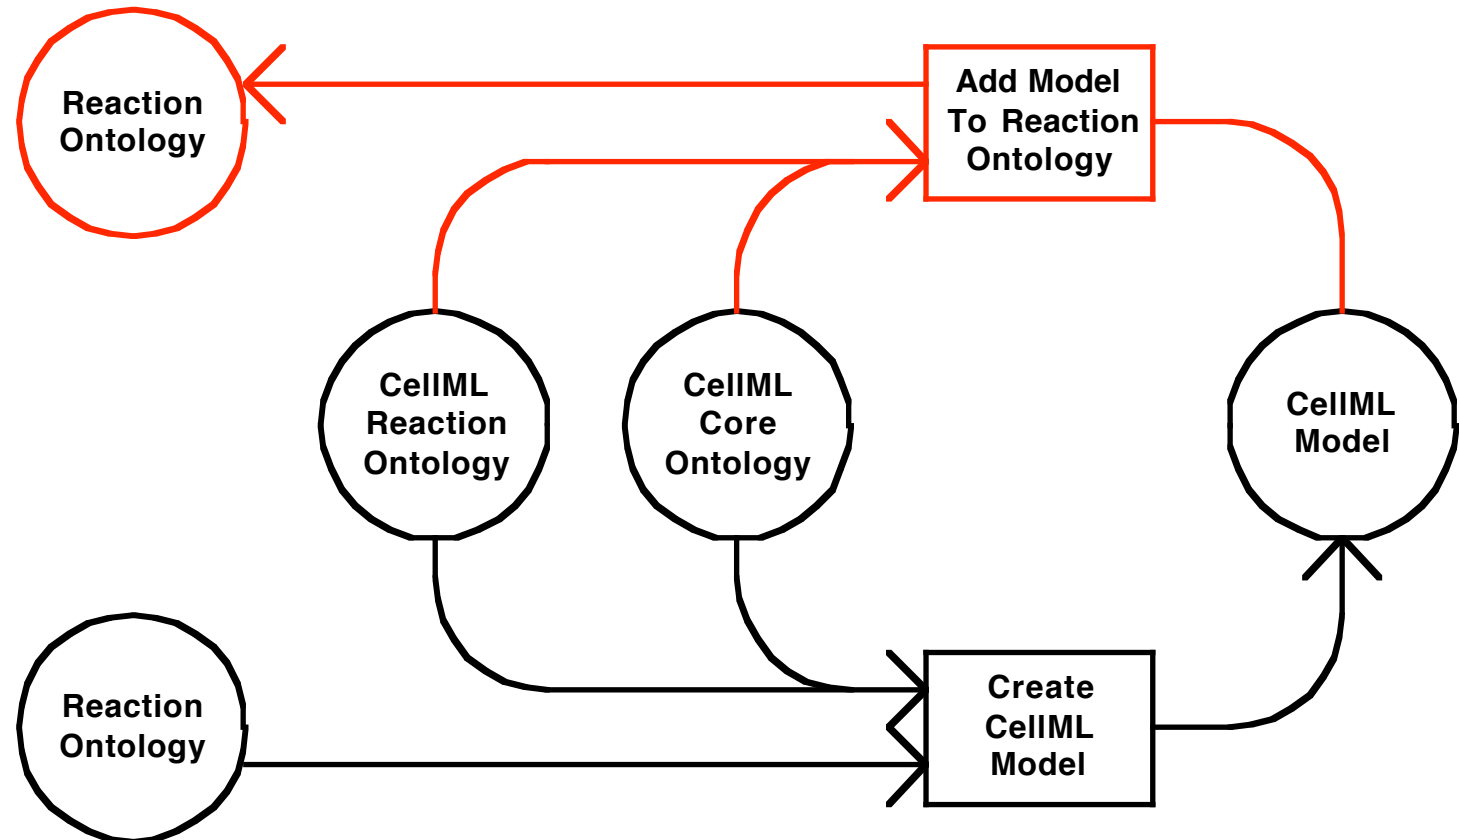 Reaction
Ontology
Add Model
To Reaction
Ontology
CellML
Reaction
Ontology
CellML
Core
Ontology
CellML
Model
Reaction
Ontology
Create
CellML
Model